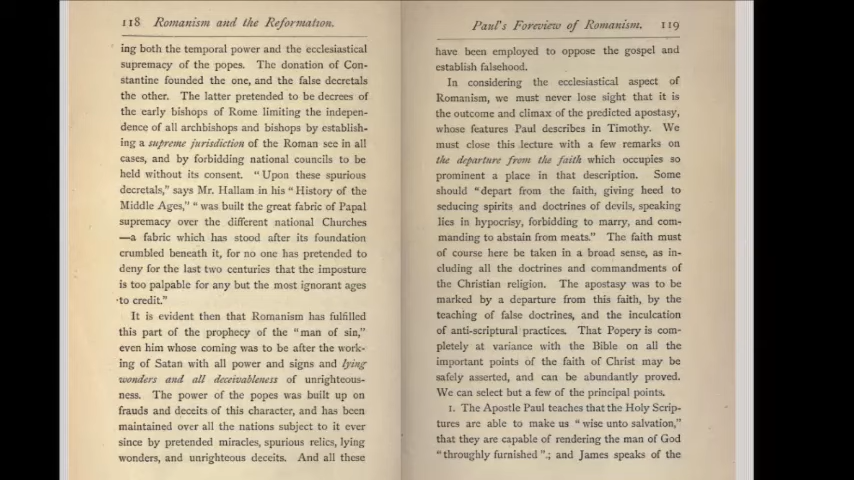 118 Romanism and the Reformation.
ing both the temporal power and the ecclesiastical
supremacy of the popes. The donation of Con-
stantine founded the one, and the false decretals
the other. The latter pretended to be decrees of
the early bishops of Rome limiting the indepen-
dence of all archbishops and bishops by establish-
ing a supreme jurisdiction of the Roman see in all
cases, and by forbidding national councils to be
held without its consent. “Upon these spurious
decretals,” says Mr. Hallam in his “History of the
Middle Ages,” “was built the great fabric of Papal
supremacy over the different national Churches
—a fabric which has stood after its foundation
crumbled beneath it, for no one has pretended to
deny for the last two centuries that the imposture
is too palpable for any but the most ignorant ages
to credit.”
It is evident then that Romanism has fulfilled
this part of the prophecy of the “man of sin,”
even him whose coming was to be after the work-
ing of Satan with all power and signs and lying
wonders and all deceivableness of unrighteous-
ness. The power of the popes was built up on
frauds and deceits of this character, and has been
maintained over all the nations subject to it ever
since by pretended miracles, spurious relics, lying
wonders, and unrighteous deceits. And all these
Paul's Foreview of Romanism. 119
have been employed to oppose the gospel and
establish falsehood.
In considering the ecclesiastical aspect of
Romanism, we must never lose sight that it is
the outcome and climax of the predicted apostasy,
whose features Paul describes in Timothy. We
must close this lecture with a few remarks on
the departure from the faith which occupies so
prominent a place in that description. Some
should “depart from the faith, giving heed to
seducing spirits and doctrines of devils, speaking
lies in hypocrisy, forbidding to marry, and com-
manding to abstain from meats.” The faith must
of course here be taken in a broad sense, as in-
cluding all the doctrines and commandments of
the Christian religion. The apostasy was to be
marked by a departure from this faith, by the
teaching of false doctrines, and the inculcation
of anti-scriptural practices. That Popery is com-
pletely at variance with the Bible on all the
important points of the faith of Christ may be
safely asserted, and can be abundantly proved.
We can select but a few of the principal points.
1. The Apostle Paul teaches that the Holy Scrip-
tures are able to make us “wise unto salvation,”
that they are capable of rendering the man of God
“throughly furnished”; and James speaks of the